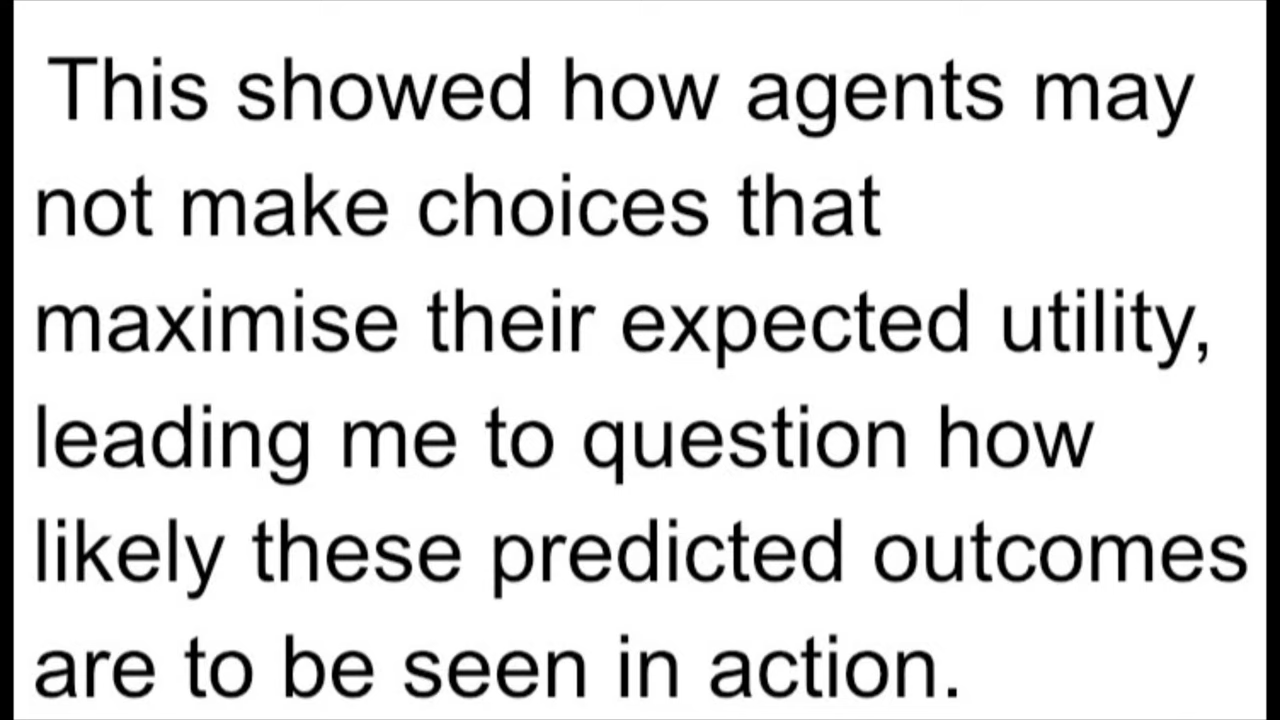 This showed how agents may
not make choices that
maximise their expected utility,
leading me to question how
likely these predicted outcomes
are to be seen in action.